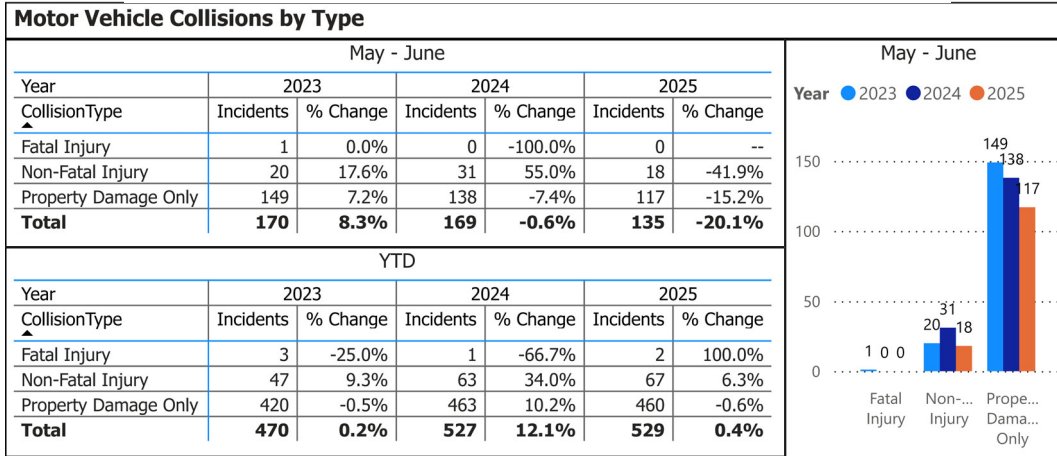 Motor Vehicle Collisions by Type
May - June
Year 2023 2024 2025
CollisionType Incidents % Change Incidents % Change Incidents % Change
Fatal Injury 1 0.0% 0 -100.0% 0 --
Non-Fatal Injury 20 17.6% 31 55.0% 18 -41.9%
Property Damage Only 149 7.2% 138 -7.4% 117 -15.2%
Total 170 8.3% 169 -0.6% 135 -20.1%
YTD
Year 2023 2024 2025
CollisionType Incidents % Change Incidents % Change Incidents % Change
Fatal Injury 3 -25.0% 1 -66.7% 2 100.0%
Non-Fatal Injury 47 9.3% 63 34.0% 67 6.3%
Property Damage Only 420 -0.5% 463 10.2% 460 -0.6%
Total 470 0.2% 527 12.1% 529 0.4%
May - June
Year 2023 2024 2025
149
150 138
117
100
50
31
20 18
1 0 0
0
Fatal Non-... Prope...
Injury Injury Dama...
Only